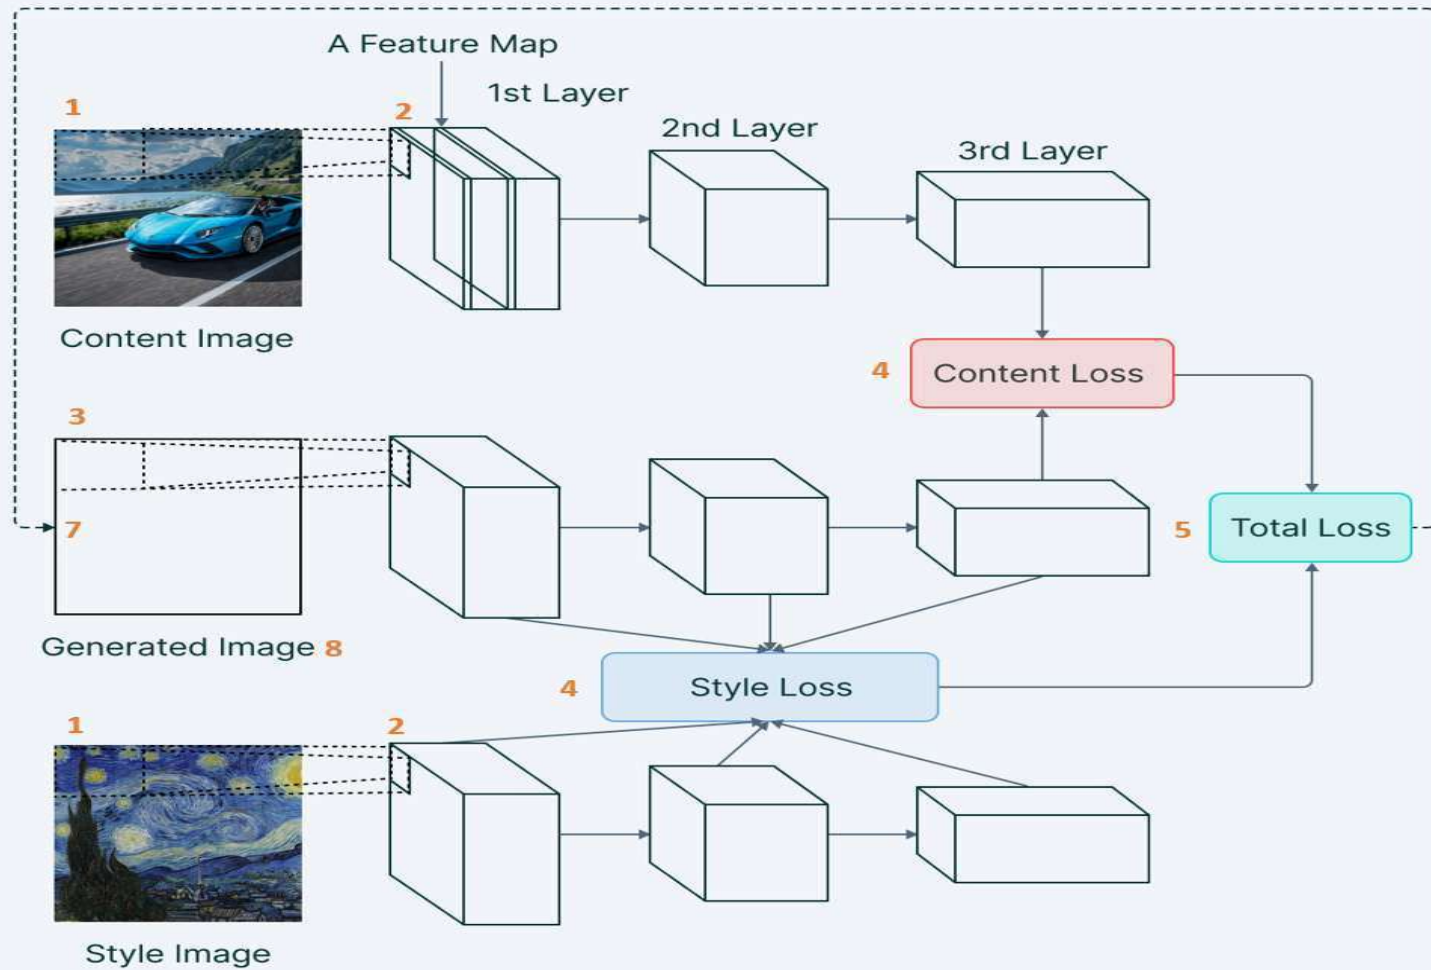 A Feature Map
1st Layer
2nd Layer
3rd Layer
1
2
Content Image
4
Content Loss
3
7
5
Total Loss
Generated Image 8
4
Style Loss
1
2
Style Image